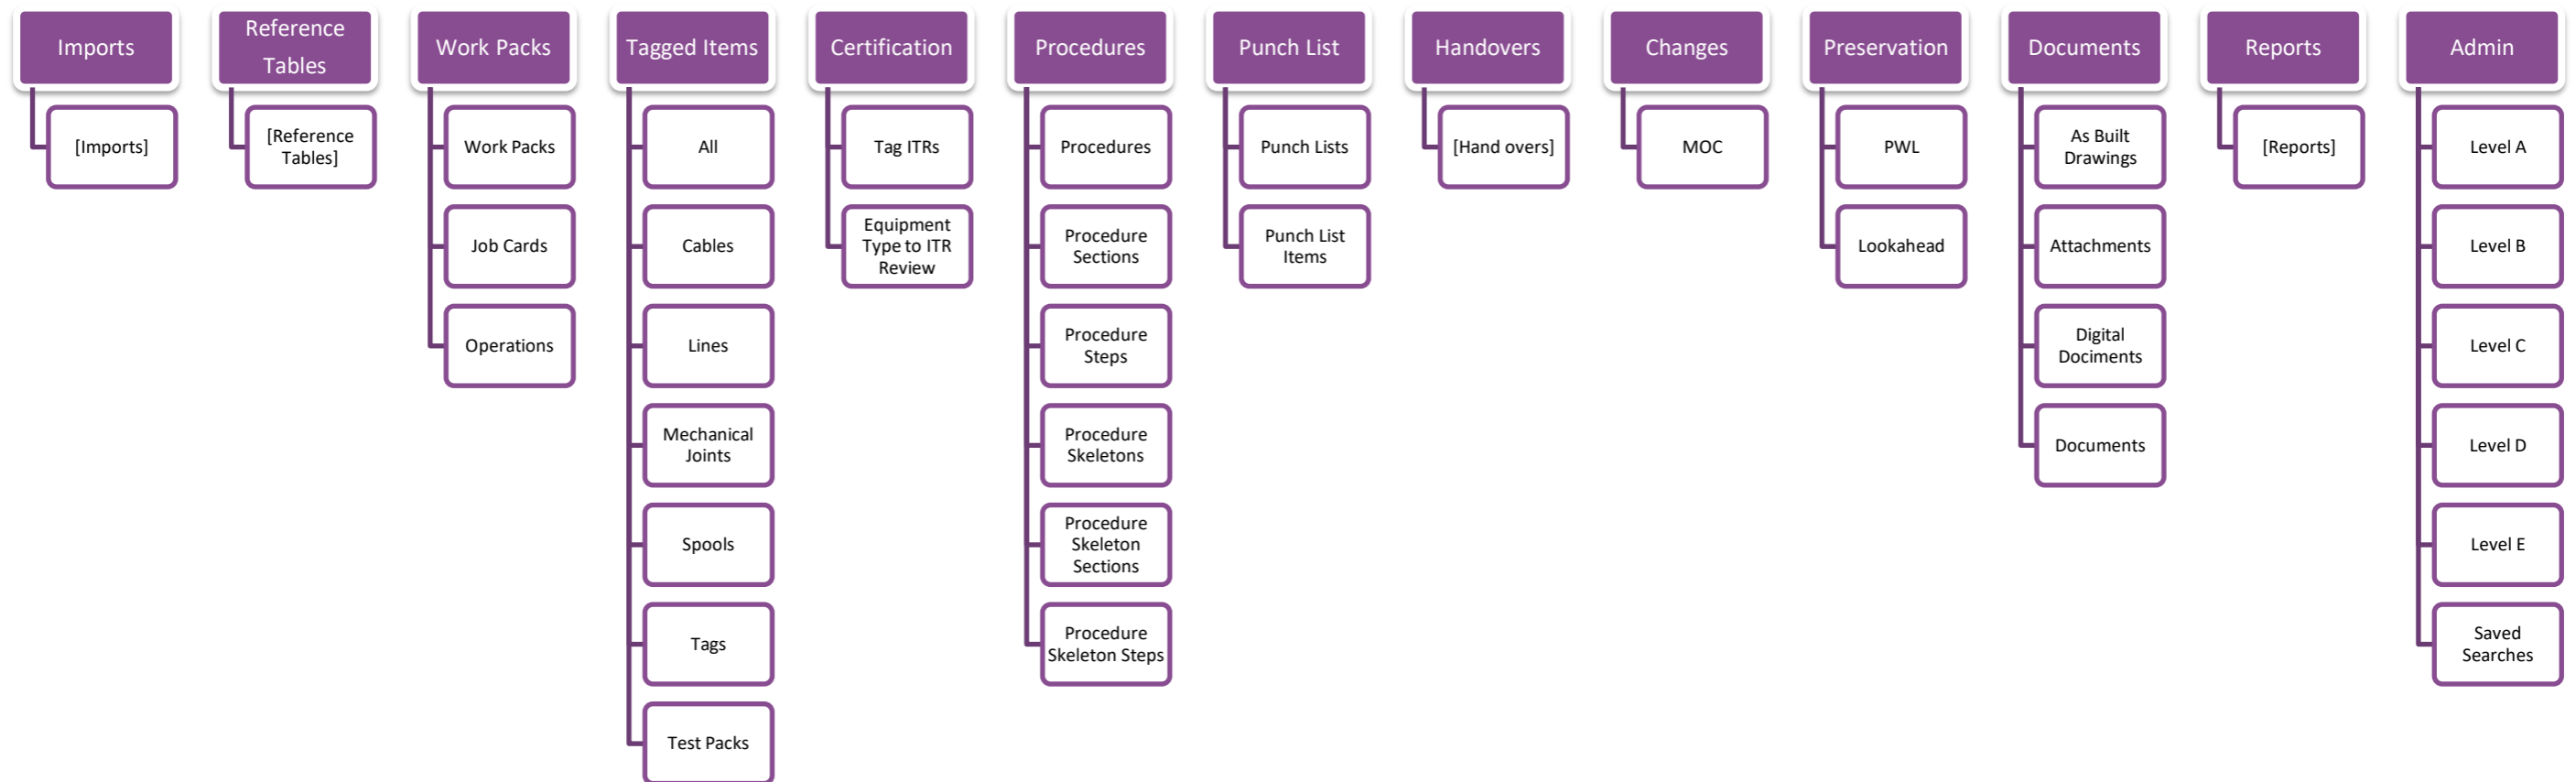 Imports
Reference
Tables
Work Packs
Tagged Items
Certification
Procedures
Punch List
Handovers
Changes
Preservation
Documents
Reports
Admin
[Imports]
[Reference
Tables]
Work Packs
Job Cards
Operations
All
Cables
Lines
Mechanical
Joints
Spools
Tags
Test Packs
Tag ITRs
Equipment
Type to ITR
Review
Procedures
Procedure
Sections
Procedure
Steps
Procedure
Skeletons
Procedure
Skeleton
Sections
Procedure
Skeleton Steps
Punch Lists
Punch List
Items
[Hand overs]
MOC
PWL
Lookahead
As Built
Drawings
Attachments
Digital
Dociments
Documents
[Reports]
Level A
Level B
Level C
Level D
Level E
Saved
Searches